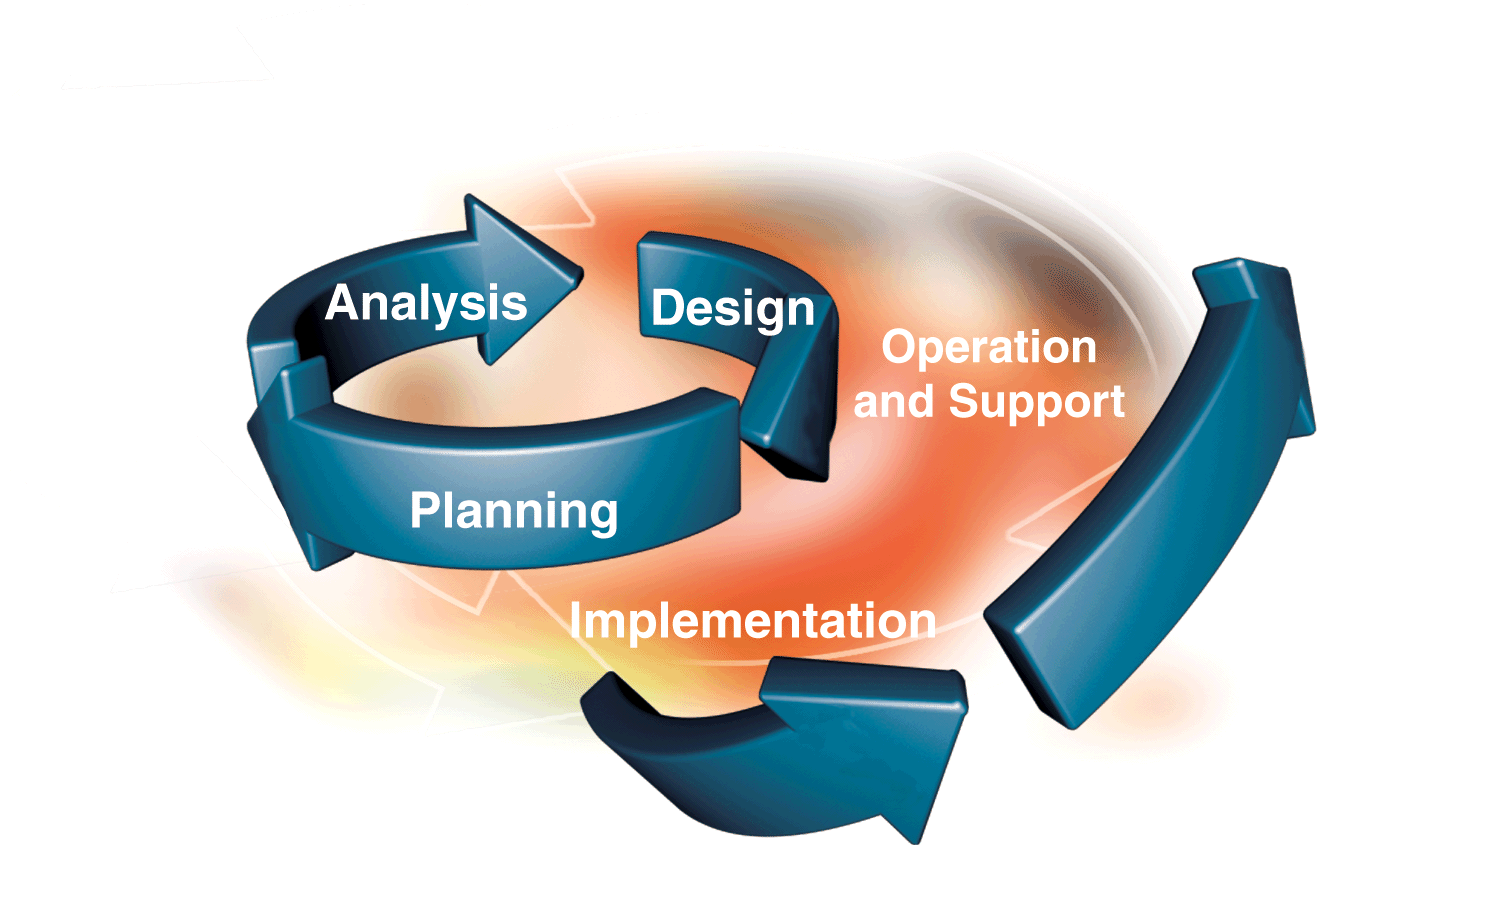 Analysis
Design
Operation
and Support
Planning
Implementation